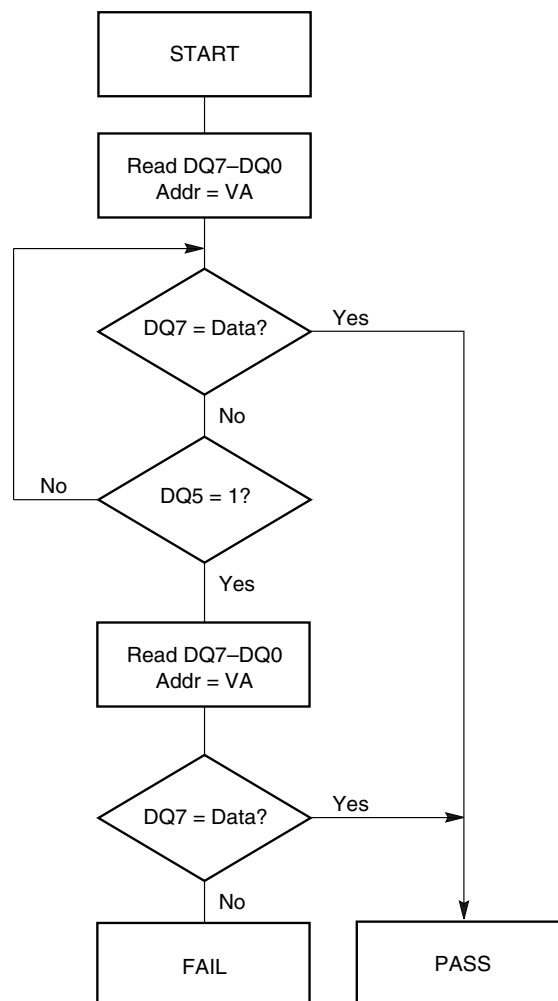 START
Read DQ7–DQ0
Addr = VA
DQ7 = Data?
Yes
No
No
DQ5 = 1?
Yes
Read DQ7–DQ0
Addr = VA
DQ7 = Data?
Yes
No
FAIL
PASS